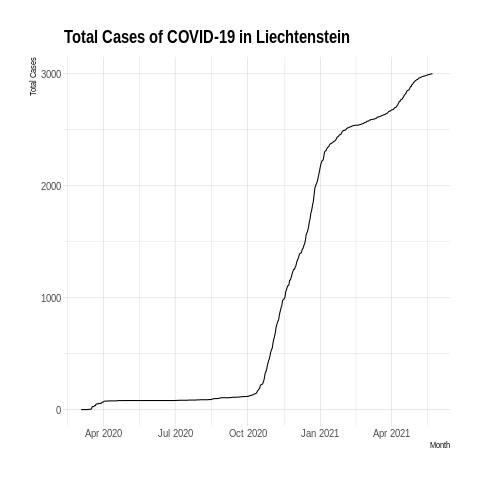 Total Cases of COVID-19 in Liechtenstein
Total Cases
3000
2000
1000
0
Apr 2020 Jul 2020 Oct 2020 Jan 2021 Apr 2021
Month